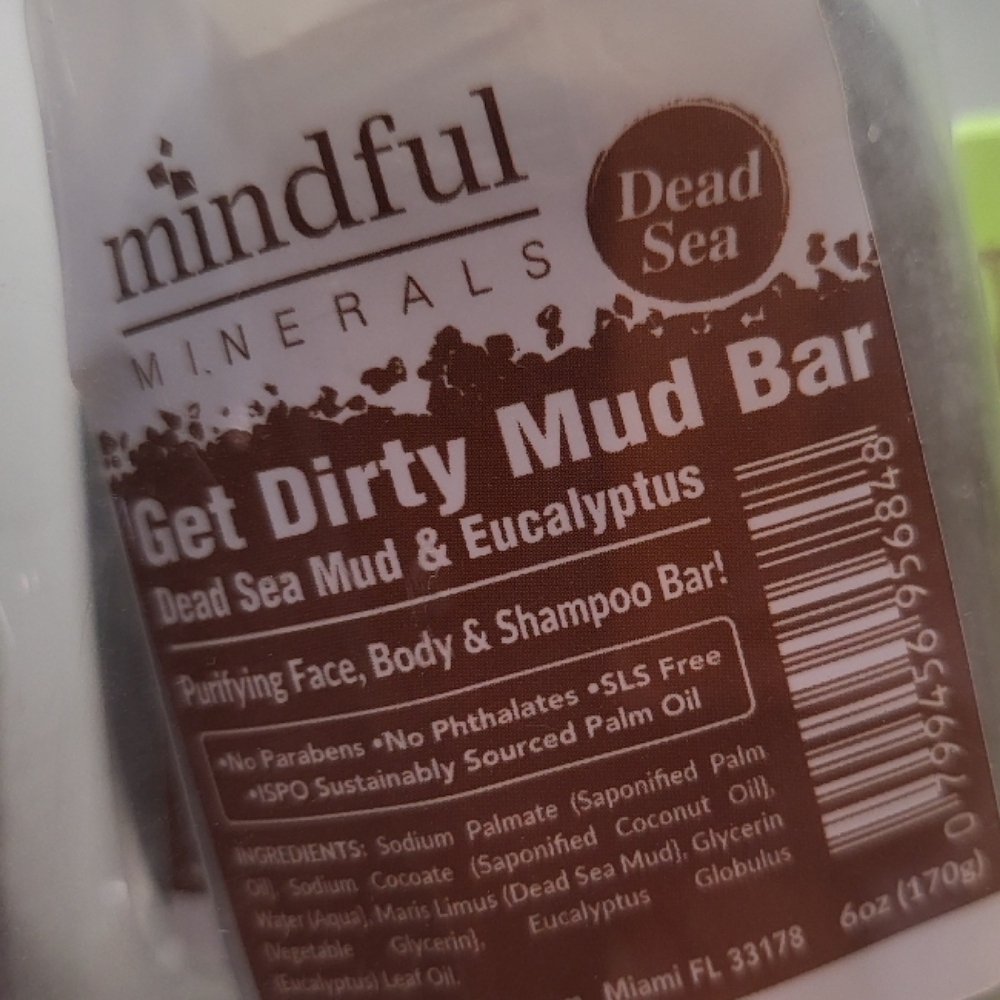 mindful
MINERALS
Dead
Sea
Get Dirty Mud Bar
Dead Sea Mud & Eucalyptus
Purifying Face, Body & Shampoo Bar!
•No Parabens •No Phthalates •SLS Free
•ISPO Sustainably Sourced Palm Oil
INGREDIENTS: Sodium Palmate (Saponified Palm
Oil), Sodium Cocoate (Saponified Coconut Oil),
Water (Aqua), Maris Limus (Dead Sea Mud), Glycerin
(Vegetable Glycerin), Eucalyptus Globulus
(Eucalyptus) Leaf Oil.
Miami FL 33178
6oz (170g)
0 799456 956848